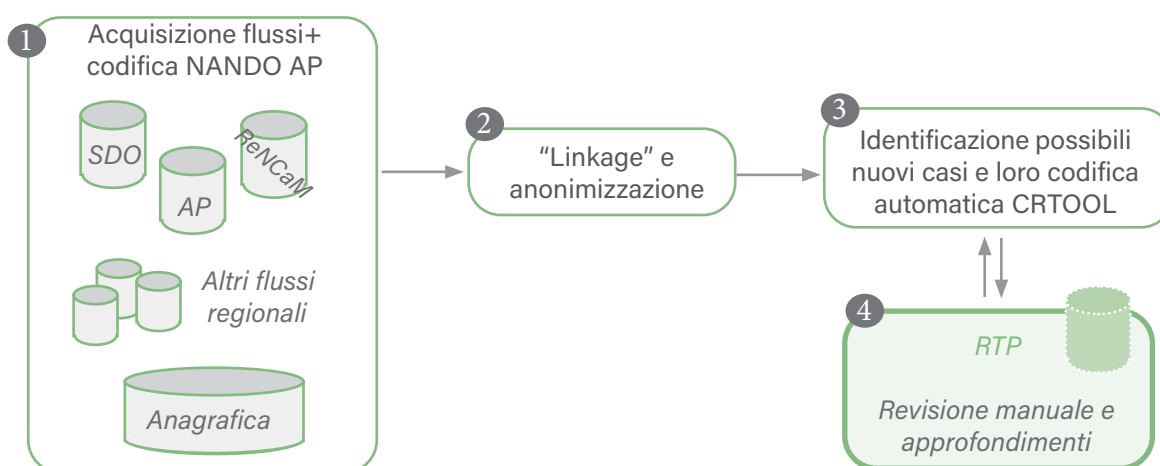 1
Acquisizione flussi+
codifica NANDO AP
SDO
AP
ReNCaM
Altri flussi
regionali
Anagrafica
2
“Linkage” e
anonimizzazione
3
Identificazione possibili
nuovi casi e loro codifica
automatica CRTOOL
4
RTP
Revisione manuale e
approfondimenti